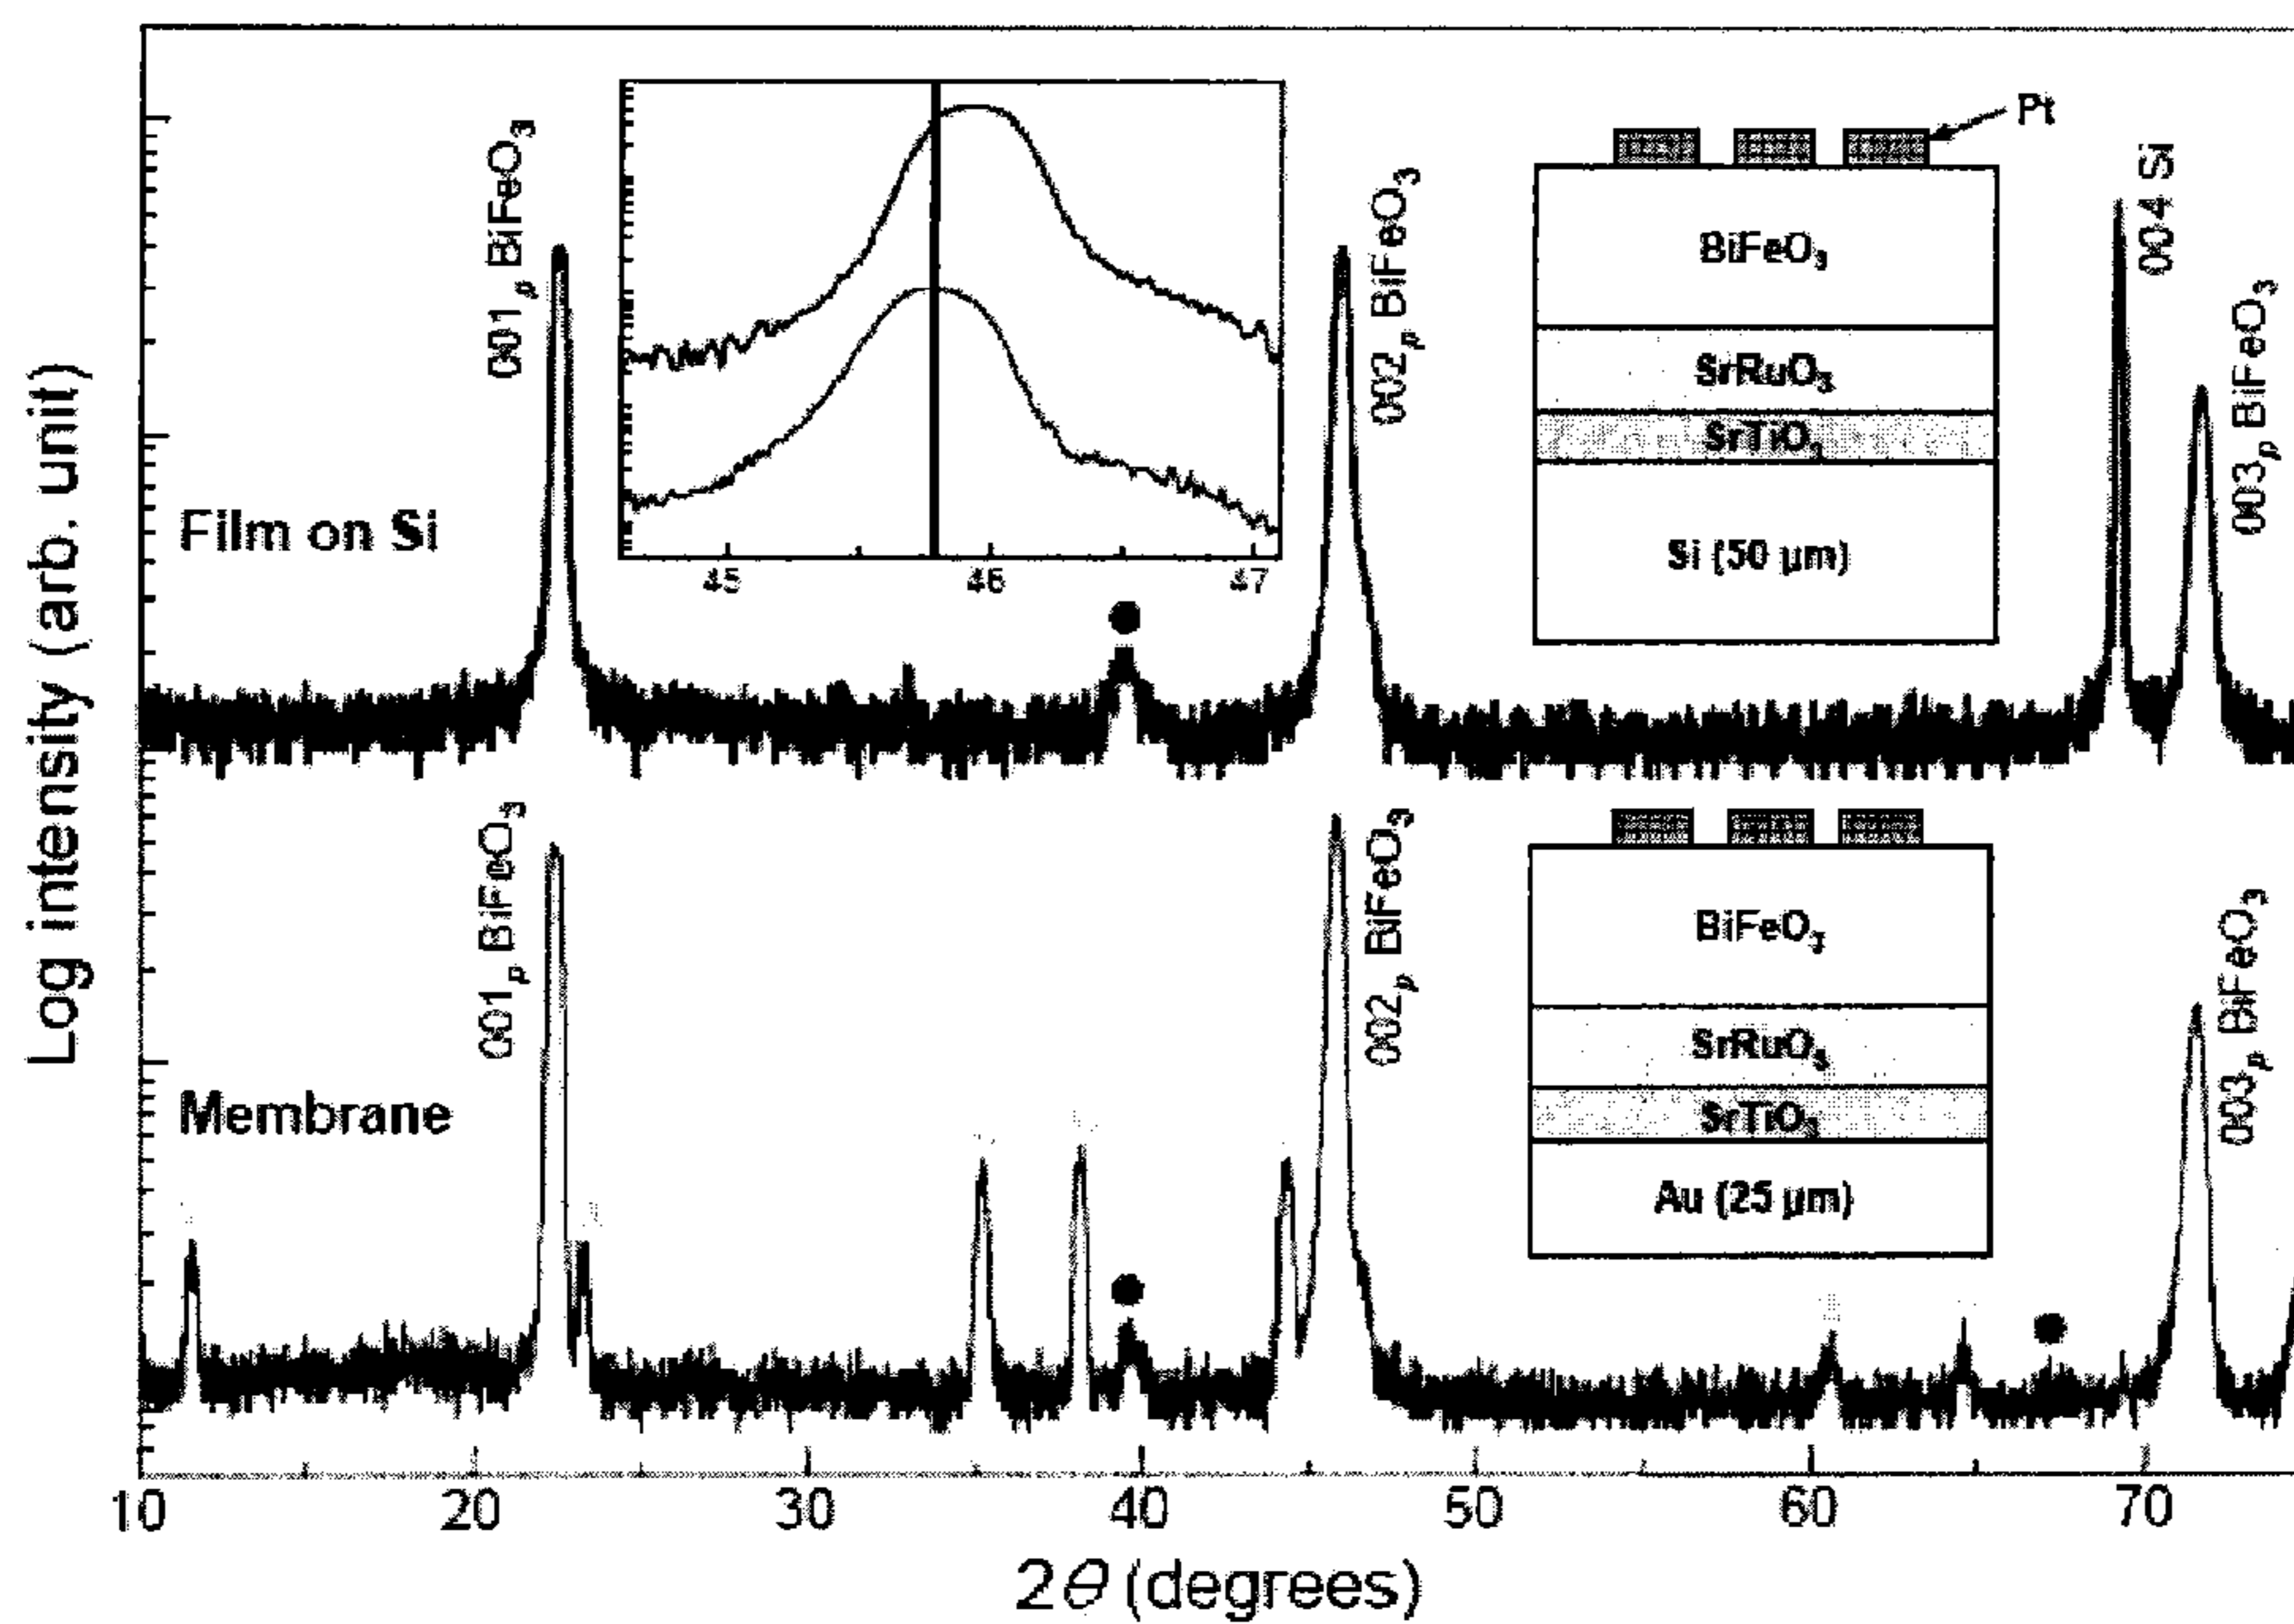 Log intensity (arb. unit)
Film on Si
001p BiFeO3
45 46 47
002p BiFeO3
Pt
BiFeO3
SrRuO3
SrTiO3
Si (50 µm)
004 Si
003p BiFeO3
Membrane
001p BiFeO3
002p BiFeO3
BiFeO3
SrRuO3
SrTiO3
Au (25 µm)
003p BiFeO3
10 20 30 40 50 60 70
2θ (degrees)